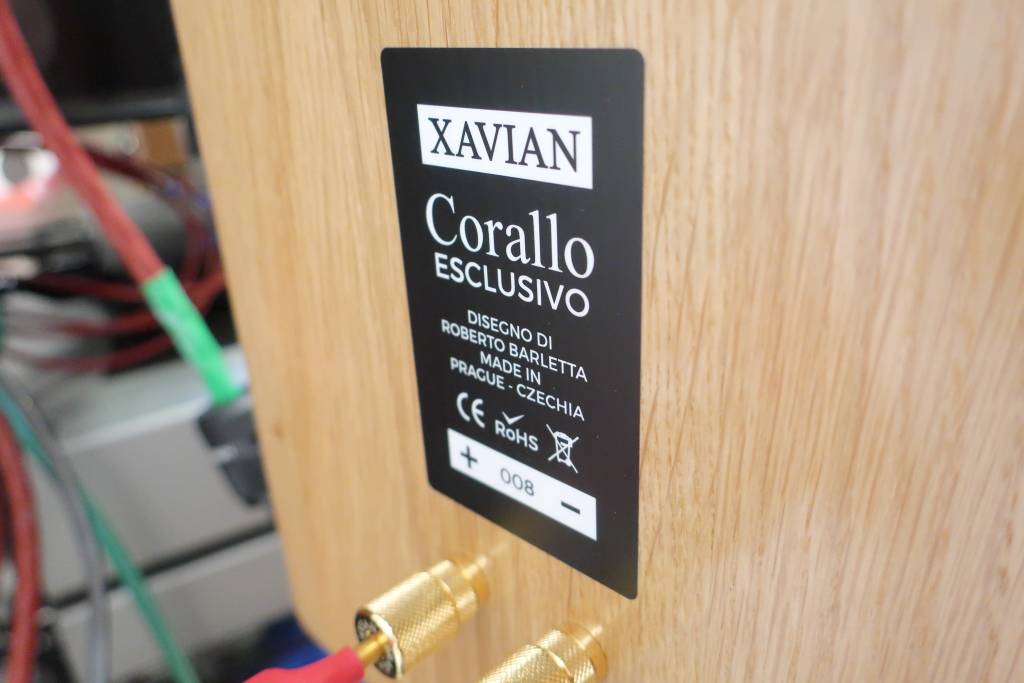 XAVIAN
Corallo
ESCLUSIVO
DISEGNO DI
ROBERTO BARLETTA
MADE IN
PRAGUE - CZECHIA
CE RoHS
+ 008 -